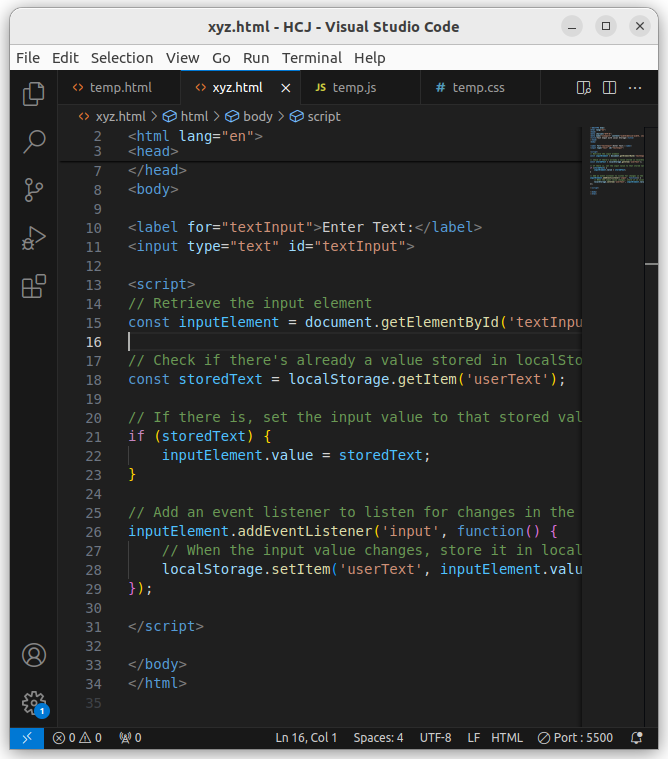 xyz.html - HCJ - Visual Studio Code
File Edit Selection View Go Run Terminal Help
temp.html xyz.html temp.js temp.css
xyz.html > html > body > script
2 <html lang="en">
3 <head>
7 </head>
8 <body>
9
10 <label for="textInput">Enter Text:</label>
11 <input type="text" id="textInput">
12
13 <script>
14 // Retrieve the input element
15 const inputElement = document.getElementById('textInpu
16
17 // Check if there's already a value stored in localSto
18 const storedText = localStorage.getItem('userText');
19
20 // If there is, set the input value to that stored val
21 if (storedText) {
22 inputElement.value = storedText;
23 }
24
25 // Add an event listener to listen for changes in the
26 inputElement.addEventListener('input', function() {
27 // When the input value changes, store it in local
28 localStorage.setItem('userText', inputElement.valu
29 });
30
31 </script>
32
33 </body>
34 </html>
35
1
0 0 0 Ln 16, Col 1 Spaces: 4 UTF-8 LF HTML Port : 5500